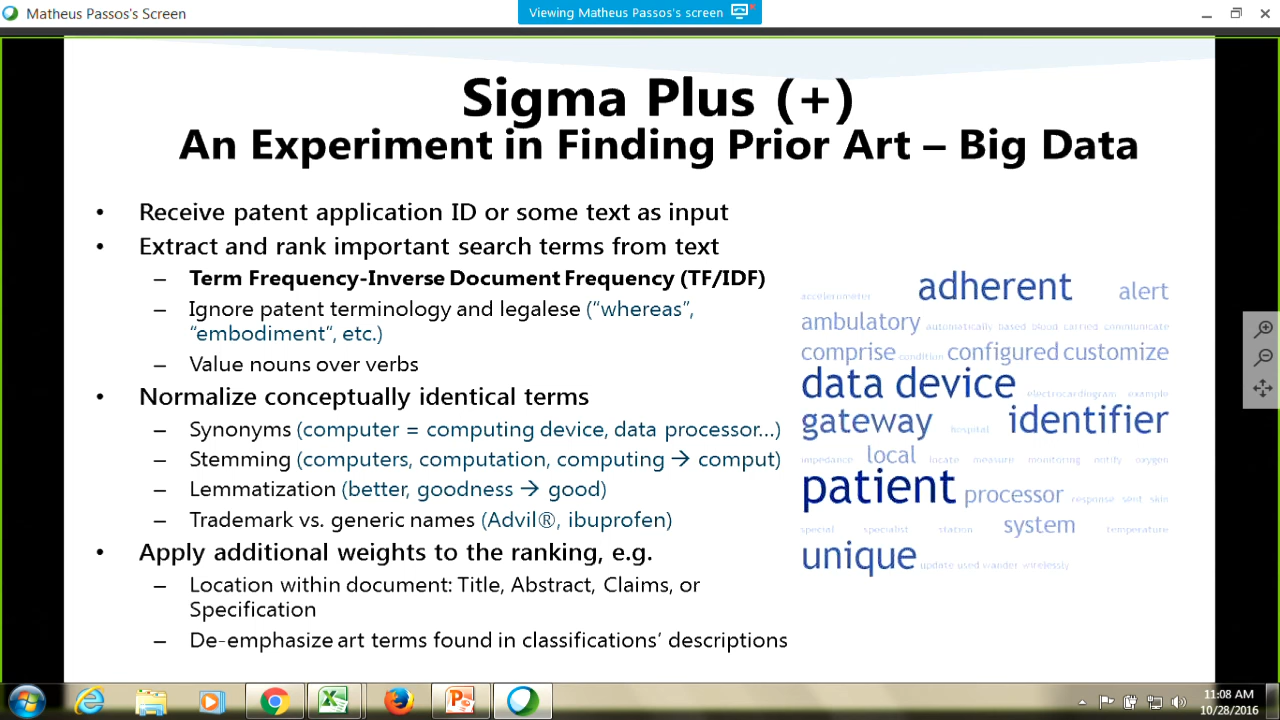 Matheus Passos's Screen
Viewing Matheus Passos's screen
Sigma Plus (+)
An Experiment in Finding Prior Art – Big Data
• Receive patent application ID or some text as input
• Extract and rank important search terms from text
– Term Frequency-Inverse Document Frequency (TF/IDF)
– Ignore patent terminology and legalese (“whereas”,
“embodiment“, etc.)
– Value nouns over verbs
• Normalize conceptually identical terms
– Synonyms (computer = computing device, data processor…)
– Stemming (computers, computation, computing → comput)
– Lemmatization (better, goodness → good)
– Trademark vs. generic names (Advil®, ibuprofen)
• Apply additional weights to the ranking, e.g.
– Location within document: Title, Abstract, Claims, or
Specification
– De-emphasize art terms found in classifications’ descriptions
accelerometer adherent alert
ambulatory automatically based blood carried communicate
comprise condition configured customize
data device electrocardiogram example
gateway hospital identifier
impedance local locate measure monitoring notify oxygen
patient processor response sent skin
special specialist station system temperature
unique update used wander wirelessly
11:08 AM
10/28/2016